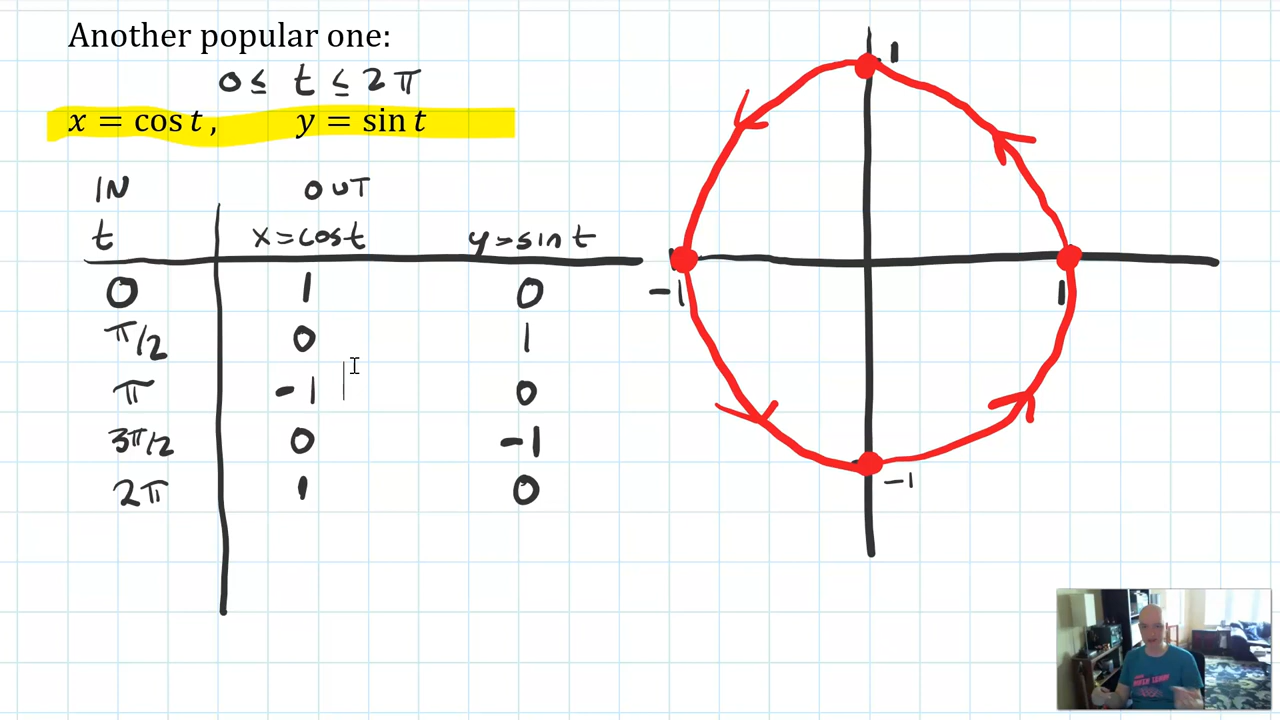 Another popular one:
0 ≤ t ≤ 2π
x = cos t, y = sin t
IN OUT
t x=cost y=sint
0 1 0
π/2 0 1
π -1 0
3π/2 0 -1
2π 1 0
1
-1 1
-1